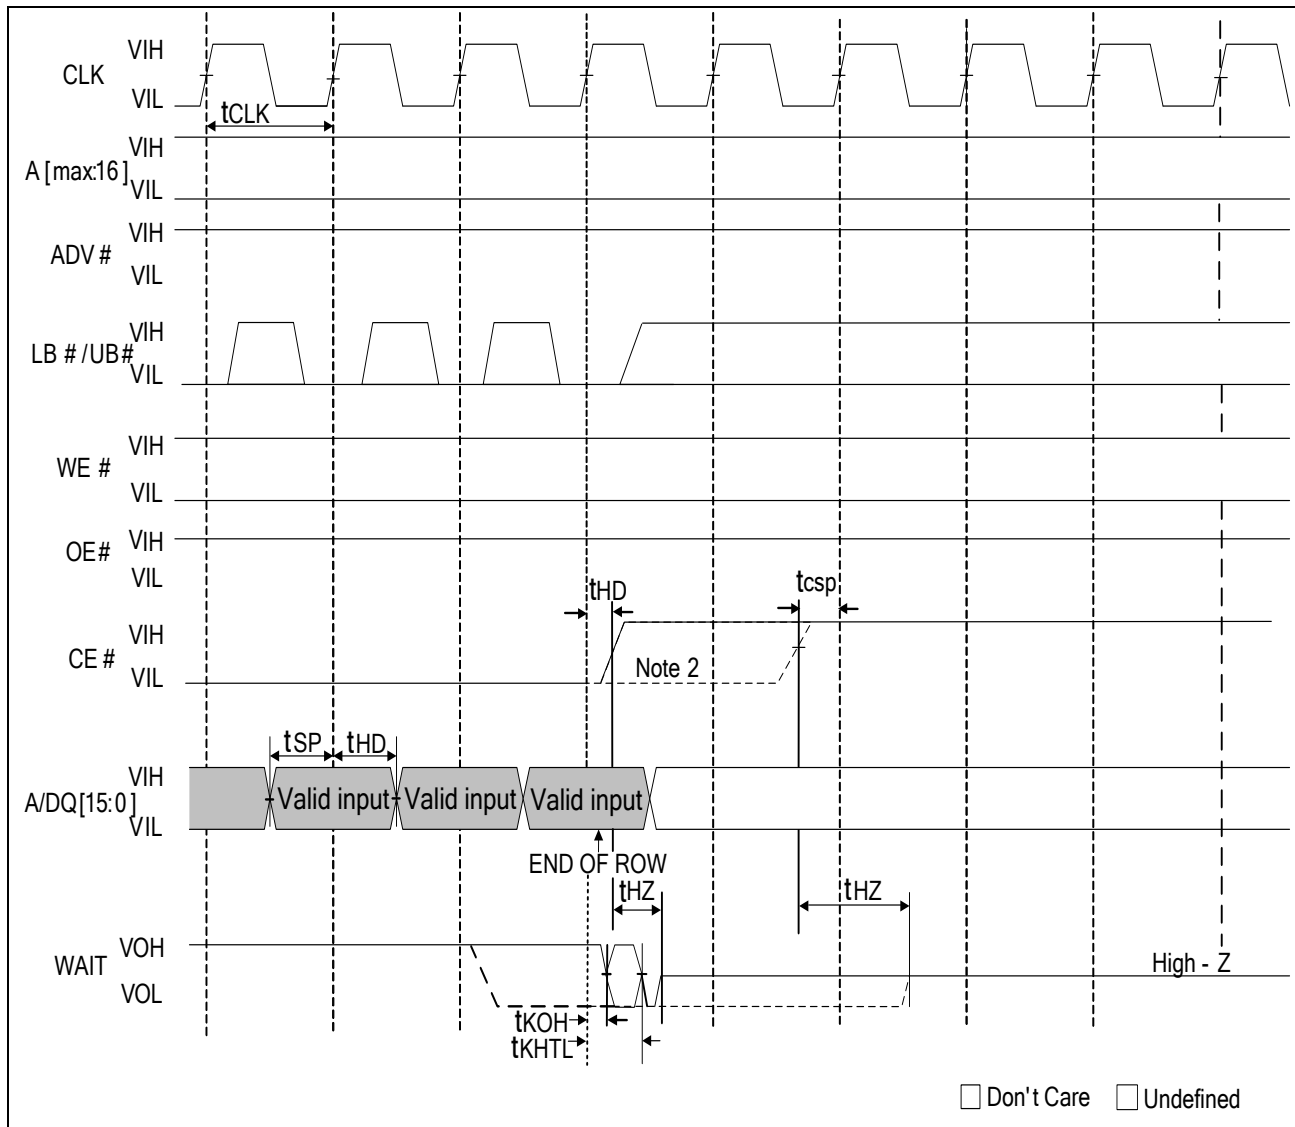 VIH
CLK
VIL
tCLK
VIH
A [max:16]
VIL
VIH
ADV #
VIL
VIH
LB # /UB#
VIL
VIH
WE #
VIL
VIH
OE#
VIL
tHD
tcsp
VIH
CE #
VIL
Note 2
tSP
tHD
VIH
A/DQ[15:0]
VIL
Valid input
Valid input
Valid input
END OF ROW
tHZ
tHZ
VOH
WAIT
VOL
High - Z
tKOH
tKHTL
Don't Care
Undefined